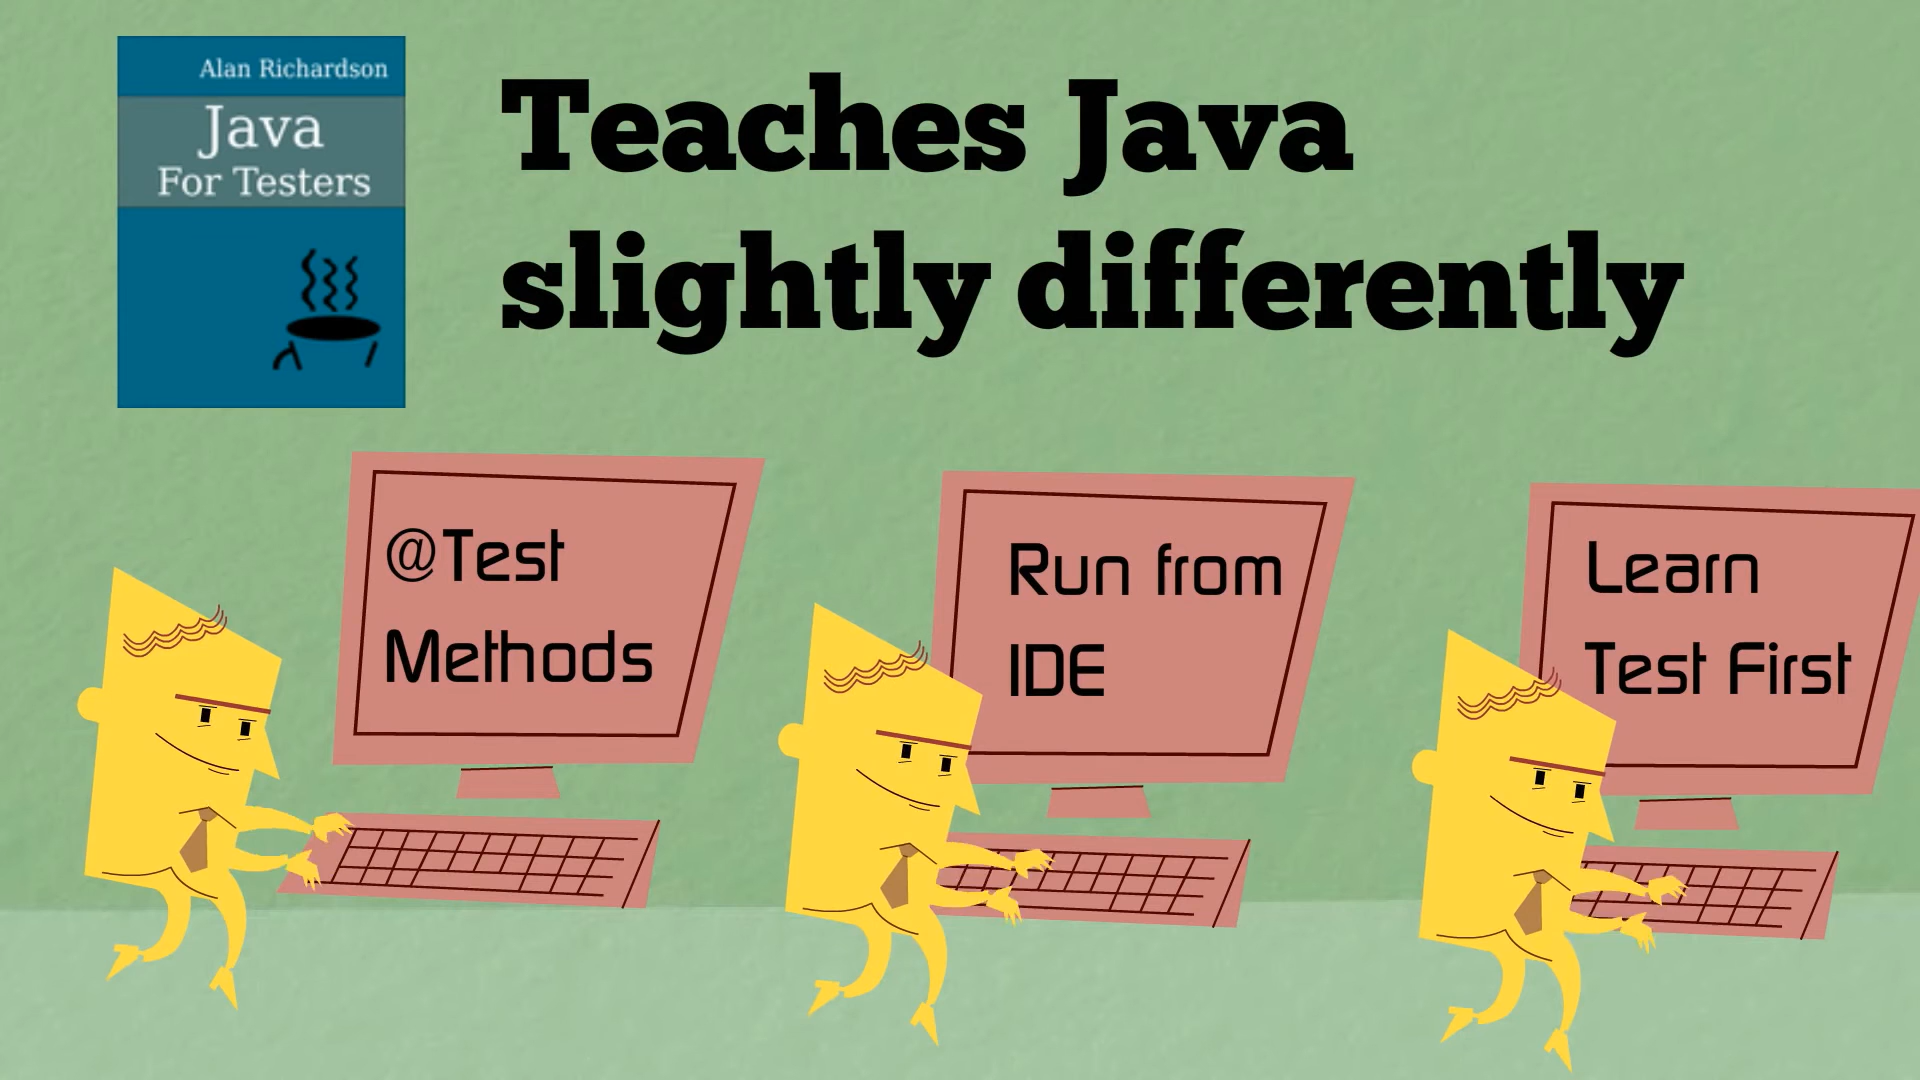 Alan Richardson
Java
For Testers
Teaches Java
slightly differently
@Test
Methods
Run from
IDE
Learn
Test First